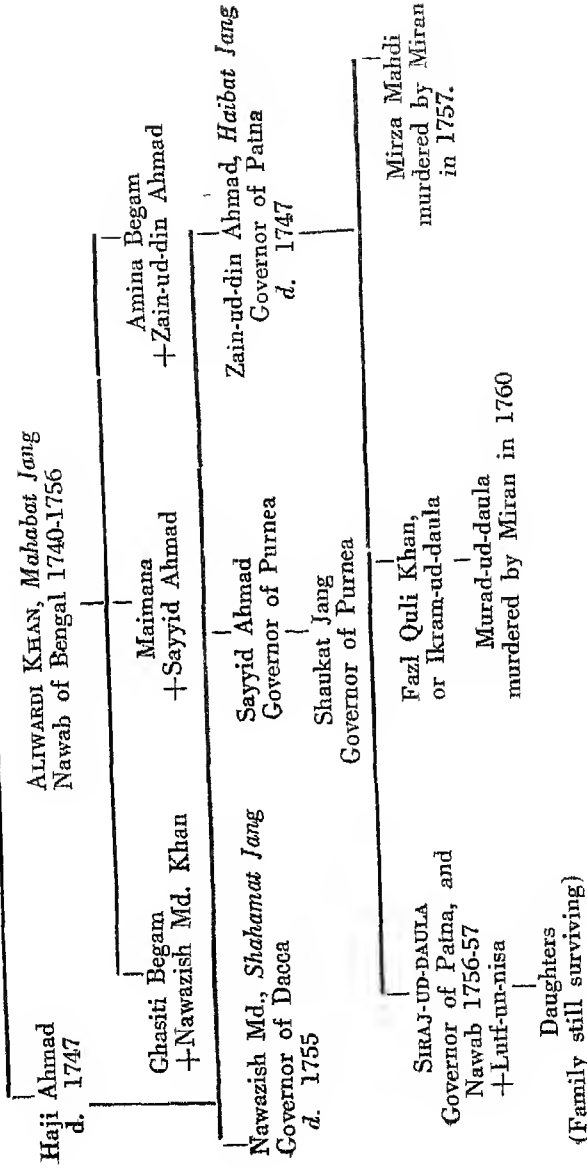 Haji Ahmad
d. 1747
ALIWARDI KHAN, Mahabat Jang
Nawab of Bengal 1740-1756
Ghasiti Begam
+Nawazish Md. Khan
Maimana
+Sayyid Ahmad
Amina Begam
+Zain-ud-din Ahmad
Nawazish Md., Shahamat Jang
Governor of Dacca
d. 1755
Sayyid Ahmad
Governor of Purnea
Zain-ud-din Ahmad, Haibat Jang
Governor of Patna
d. 1747
Shaukat Jang
Governor of Purnea
SIRAJ-UD-DAULA
Governor of Patna, and
Nawab 1756-57
+Lutf-un-nisa
Fazl Quli Khan,
or Ikram-ud-daula
Mirza Mahdi
murdered by Miran
in 1757.
Murad-ud-daula
murdered by Miran in 1760
Daughters
(Family still surviving)